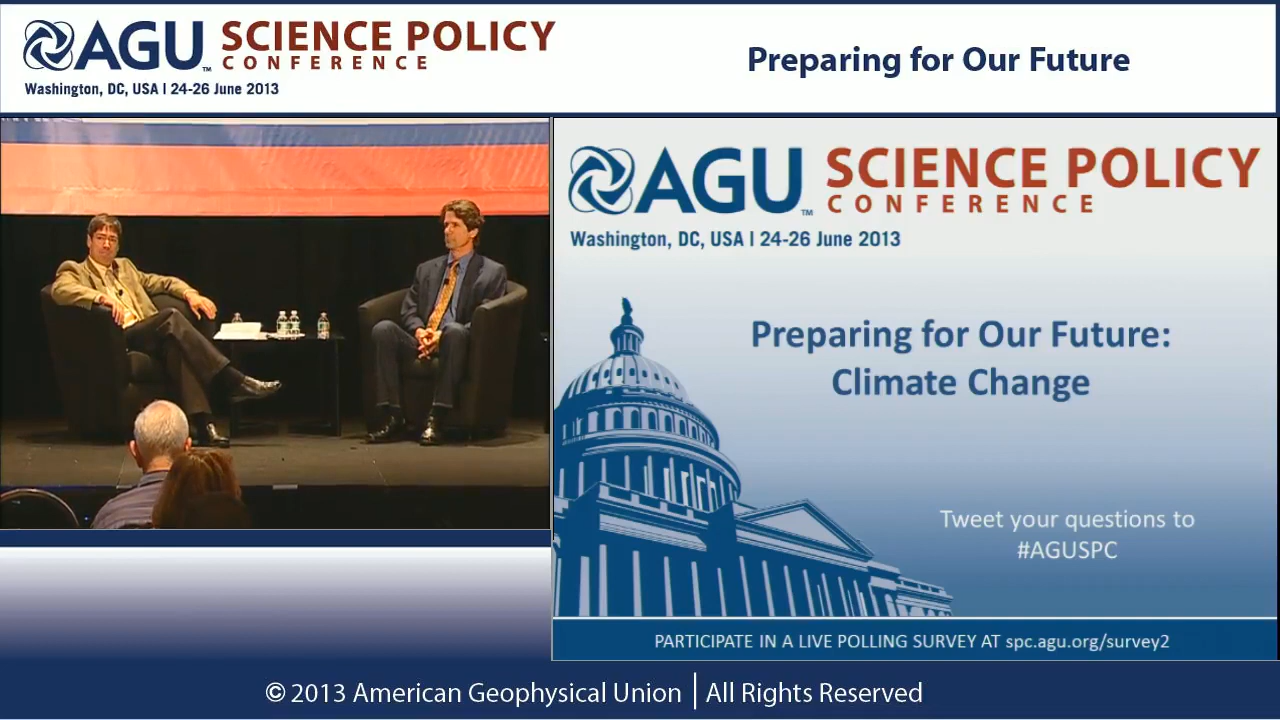 AGU™ SCIENCE POLICY
CONFERENCE
Washington, DC, USA | 24-26 June 2013
Preparing for Our Future
AGU™ SCIENCE POLICY
CONFERENCE
Washington, DC, USA | 24-26 June 2013
Preparing for Our Future:
Climate Change
Tweet your questions to
#AGUSPC
PARTICIPATE IN A LIVE POLLING SURVEY AT spc.agu.org/survey2
© 2013 American Geophysical Union | All Rights Reserved